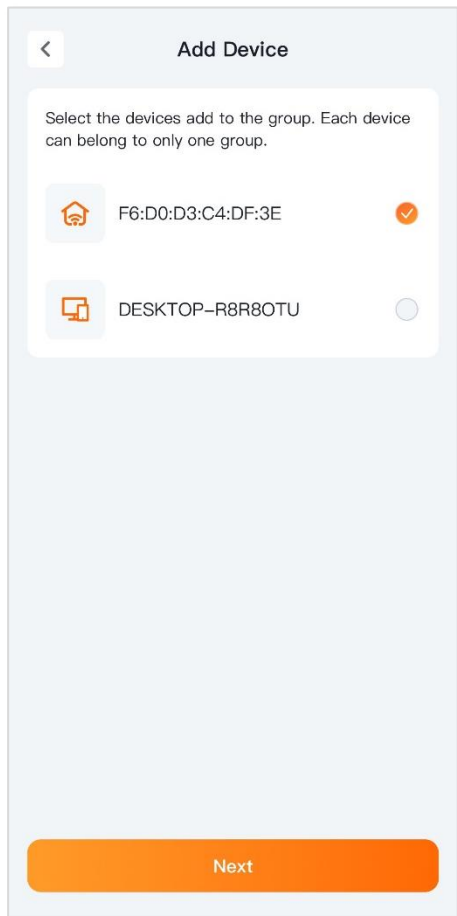 Add Device
Select the devices add to the group. Each device
can belong to only one group.
F6:D0:D3:C4:DF:3E
DESKTOP-R8R8OTU
Next